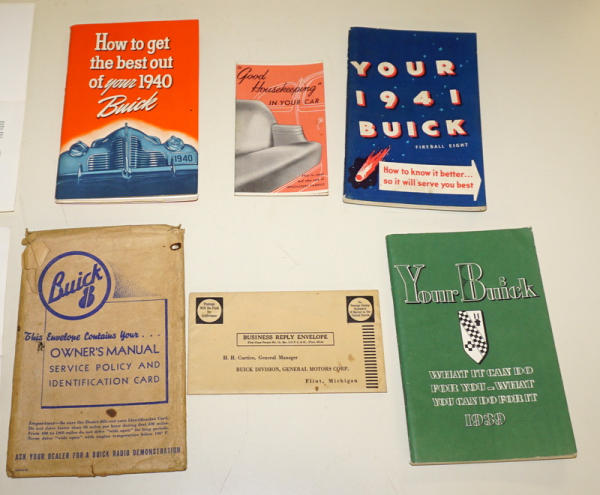 How to get
the best out
of your 1940
Buick
1940
"Good
Housekeeping"
IN YOUR CAR
YOUR
1941
BUICK
FIREBALL EIGHT
How to know it better...
so it will serve you best
Buick
8
This Envelope Contains Your...
OWNER'S MANUAL
SERVICE POLICY AND
IDENTIFICATION CARD
ASK YOUR DEALER FOR A BUICK RADIO DEMONSTRATION
BUSINESS REPLY ENVELOPE
H. H. Curtice, General Manager
BUICK DIVISION, GENERAL MOTORS CORP.
Flint, Michigan
Your Buick
WHAT IT CAN DO
FOR YOU... WHAT
YOU CAN DO FOR IT
1939